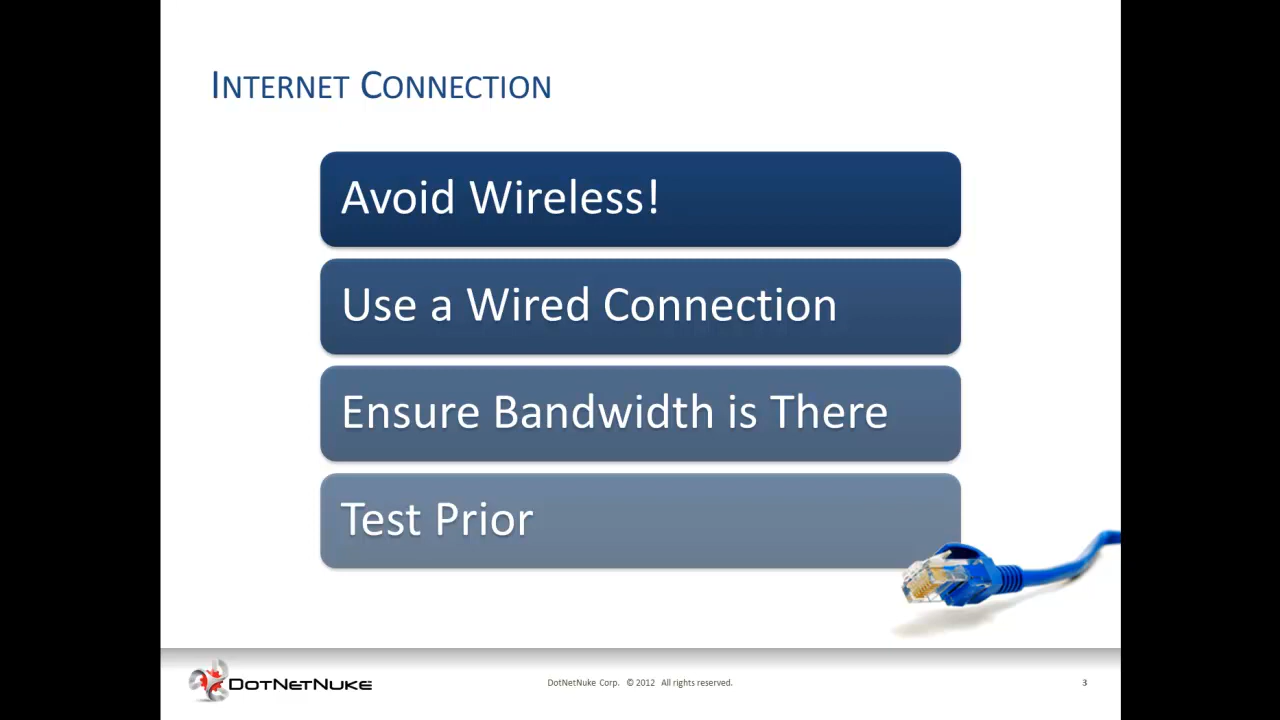 INTERNET CONNECTION
Avoid Wireless!
Use a Wired Connection
Ensure Bandwidth is There
Test Prior
DOTNETNUKE
DotNetNuke Corp. © 2012 All rights reserved.
3